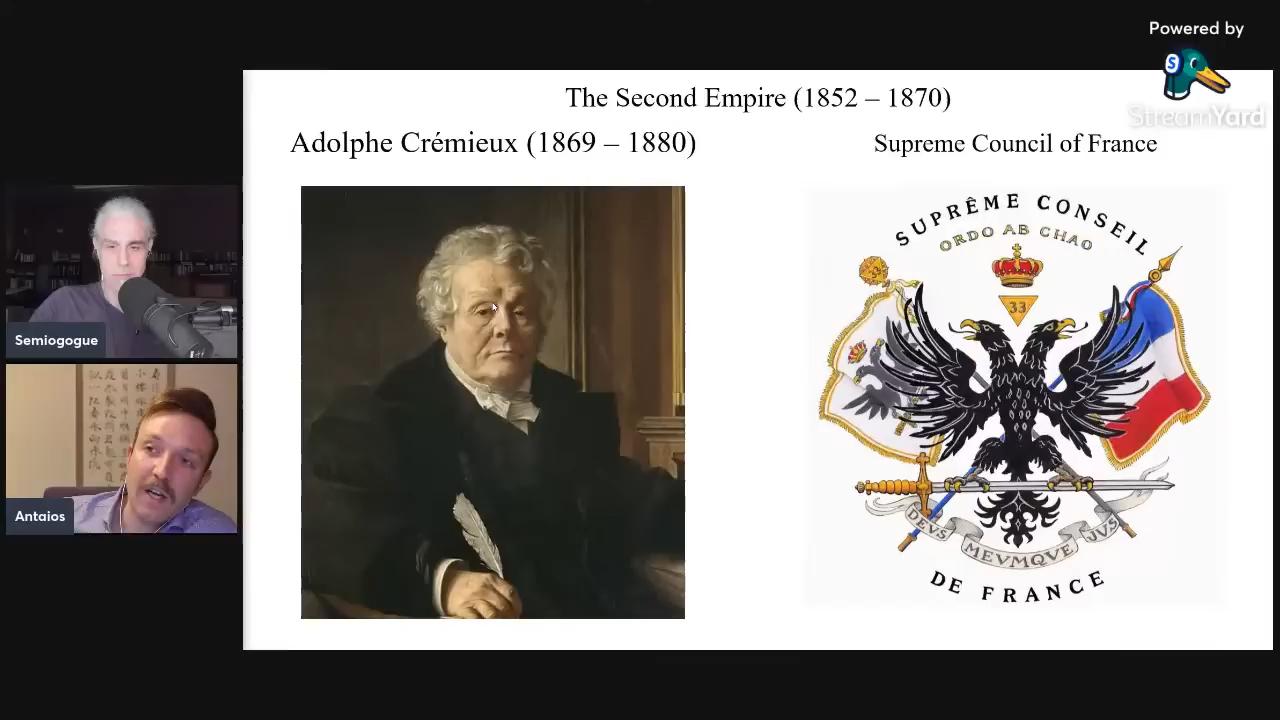 Powered by
StreamYard
The Second Empire (1852 – 1870)
Adolphe Crémieux (1869 – 1880)
Supreme Council of France
SUPRÊME CONSEIL
ORDO AB CHAO
33
33
DEVS MEVMQVE JVS
DE FRANCE
Semiogogue
Antaios